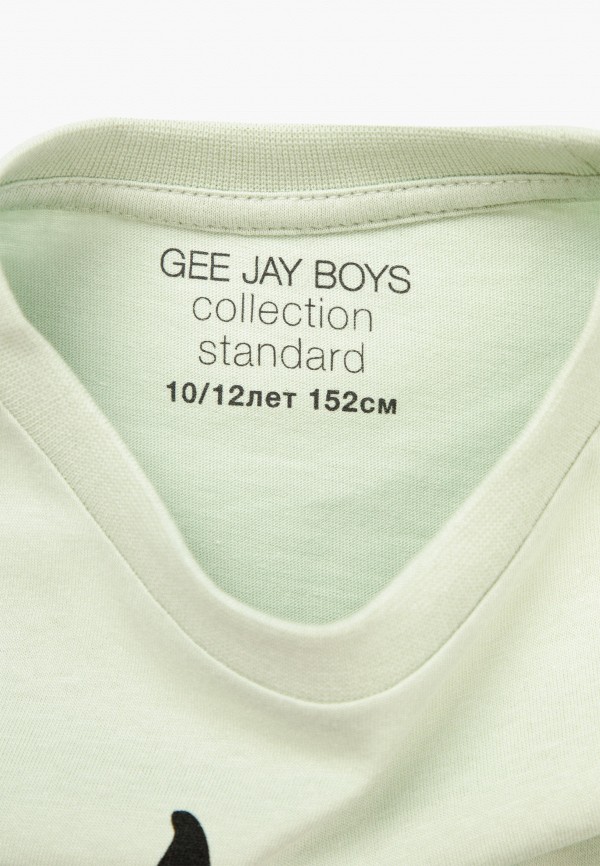 GEE JAY BOYS
collection
standard
10/12лет 152см